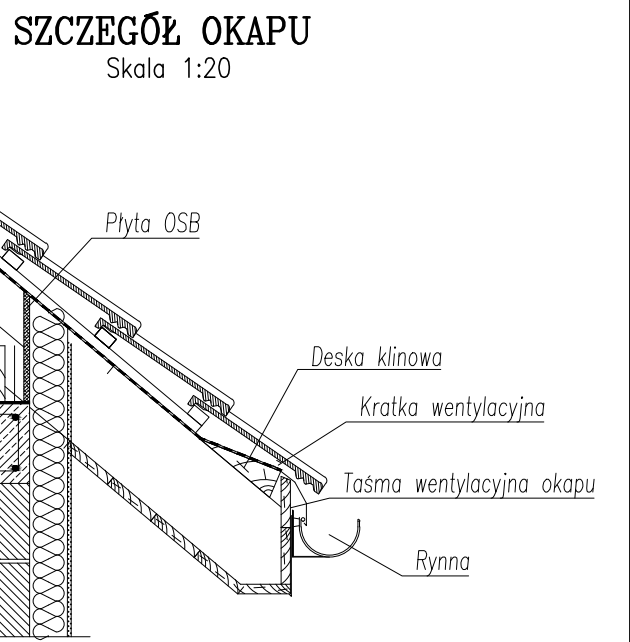 SZCZEGÓŁ OKAPU
Skala 1:20
Płyta OSB
Deska klinowa
Kratka wentylacyjna
Taśma wentylacyjna okapu
Rynna